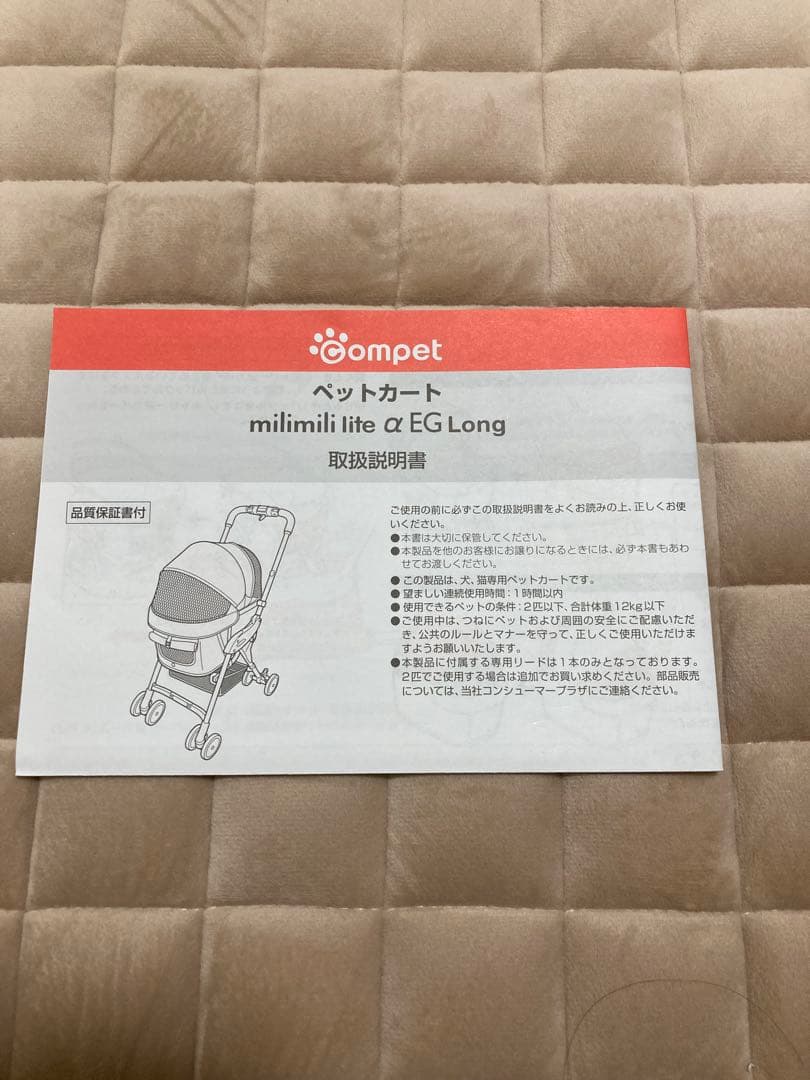 Compet
ペットカート
milimili lite α EG Long
取扱説明書
品質保証書付
ご使用の前に必ずこの取扱説明書をよくお読みの上、正しくお使
いください。
●本書は大切に保管してください。
●本製品を他のお客様にお譲りになるときには、必ず本書もあわ
せてお渡しください。
● この製品は、犬、猫専用ペットカートです。
● 望ましい連続使用時間：1時間以内
● 使用できるペットの条件：2匹以下、合計体重12kg以下
●ご使用中は、つねにペットおよび周囲の安全にご配慮いただ
き、公共のルールとマナーを守って、正しくご使用いただけま
すようお願いいたします。
●本製品に付属する専用リードは1本のみとなっております。
2匹でご使用する場合は追加でお買い求めください。部品販売
については、当社コンシューマープラザにご連絡ください。